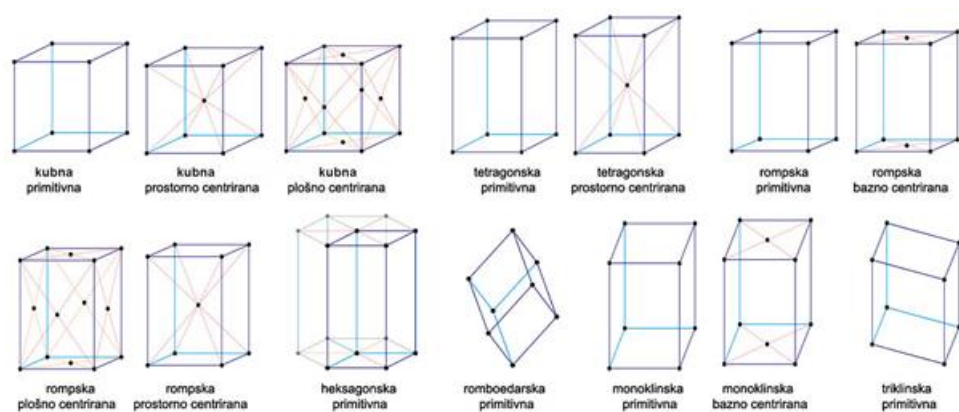 kubna
primitivna
kubna
prostorno centrirana
kubna
plošno centrirana
tetragonska
primitivna
tetragonska
prostorno centrirana
rompska
primitivna
rompska
bazno centrirana
rompska
plošno centrirana
rompska
prostorno centrirana
heksagonska
primitivna
romboedarska
primitivna
monoklinska
primitivna
monoklinska
bazno centrirana
triklinska
primitivna